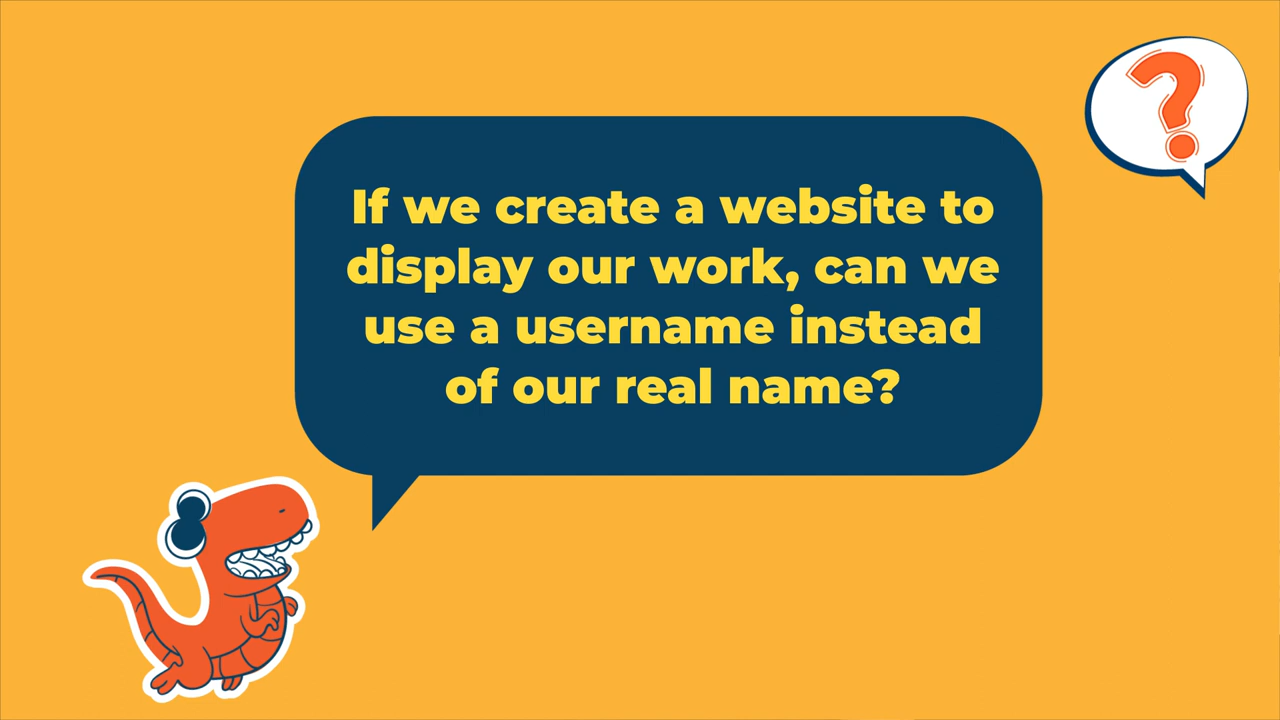 If we create a website to
display our work, can we
use a username instead
of our real name?
?